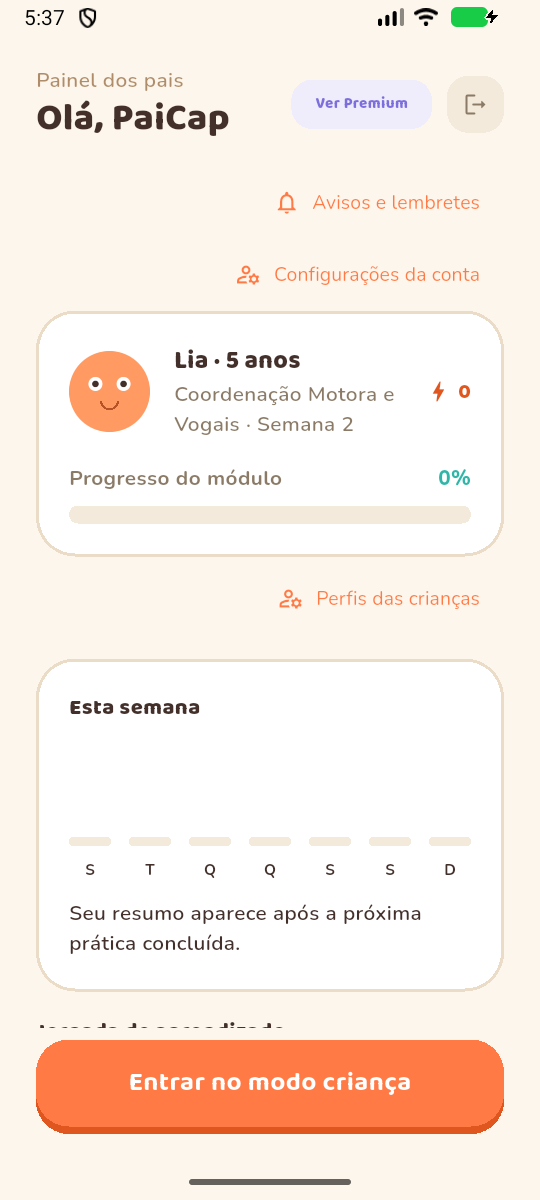 5:37
Painel dos pais
Olá, PaiCap
Ver Premium
Avisos e lembretes
Configurações da conta
Lia · 5 anos
Coordenação Motora e
Vogais · Semana 2
0
Progresso do módulo
0%
Perfis das crianças
Esta semana
S T Q Q S S D
Seu resumo aparece após a próxima
prática concluída.
Entrar no modo criança